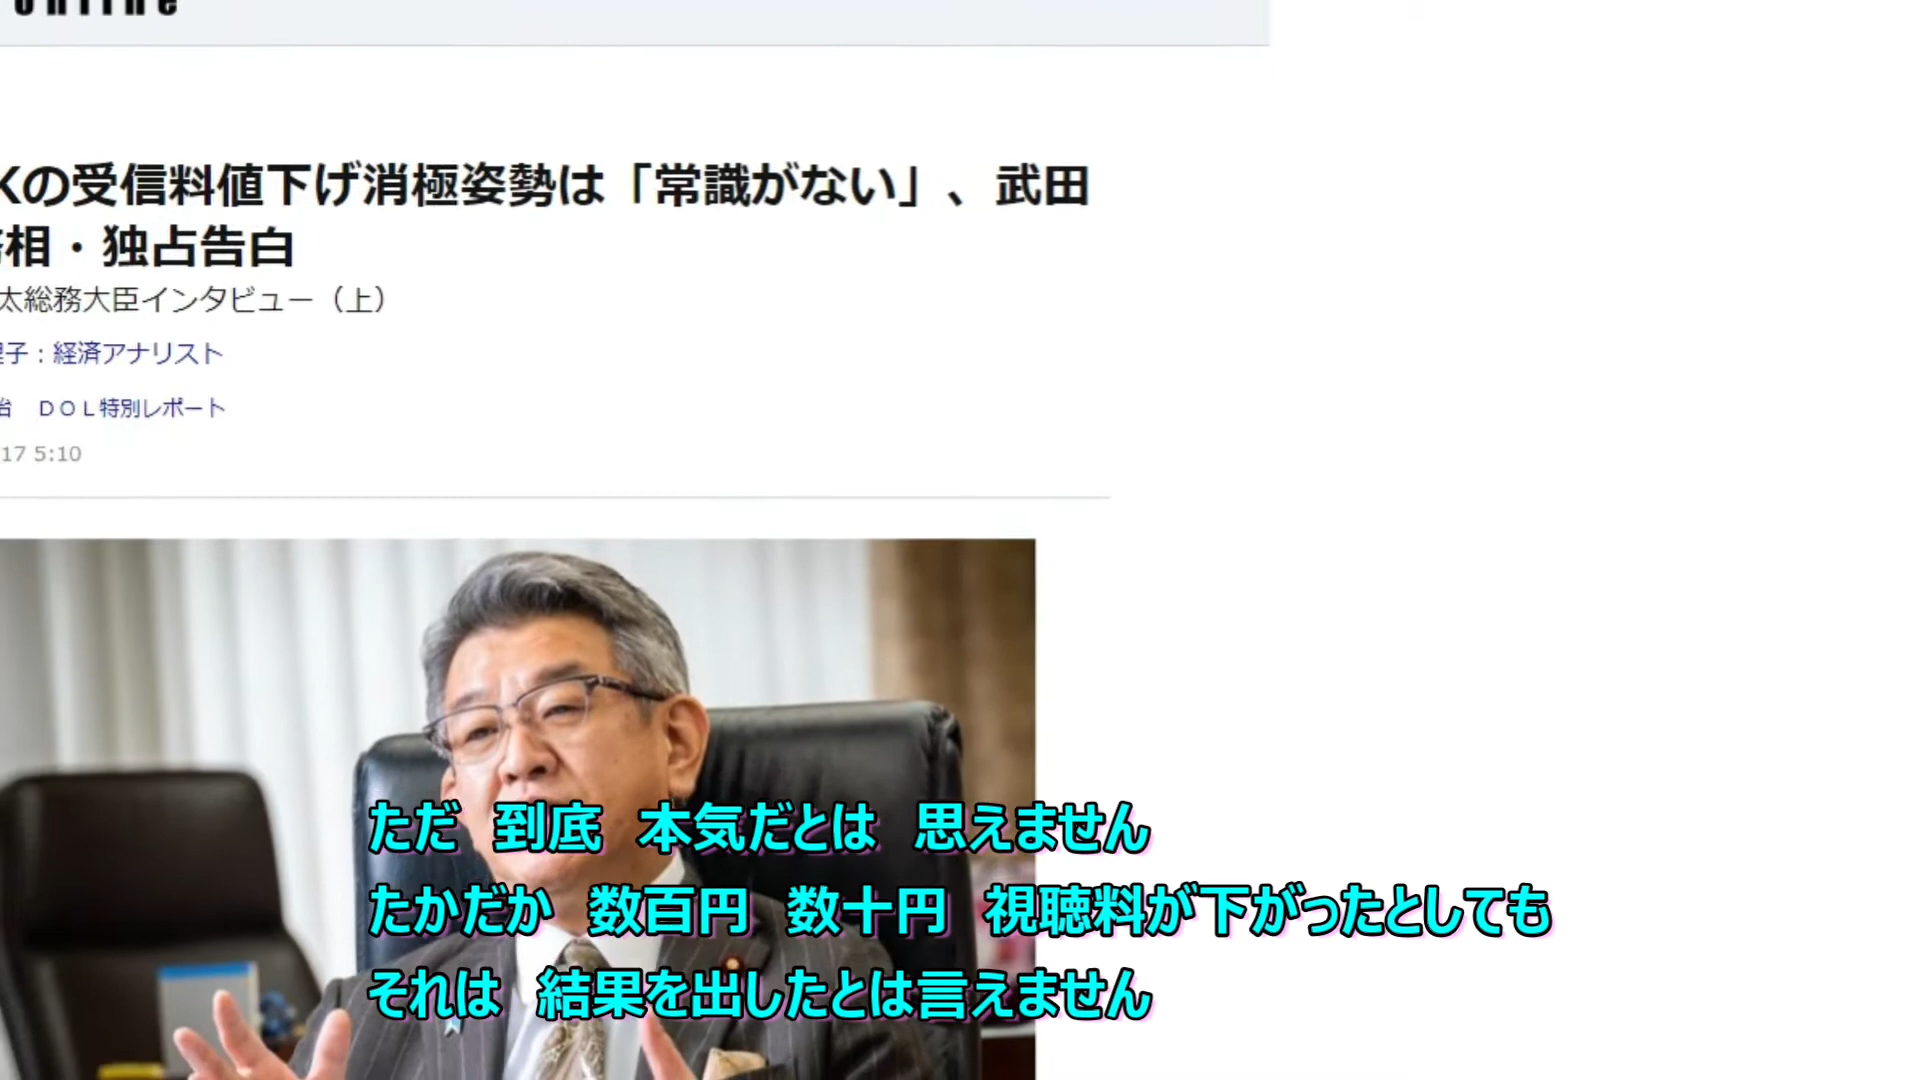 online
Kの受信料値下げ消極姿勢は「常識がない」、武田
務相・独占告白
太総務大臣インタビュー（上）
子：経済アナリスト
治　ＤＯＬ特別レポート
17 5:10
ただ　到底　本気だとは　思えません
たかだか　数百円　数十円　視聴料が下がったとしても
それは　結果を出したとは言えません